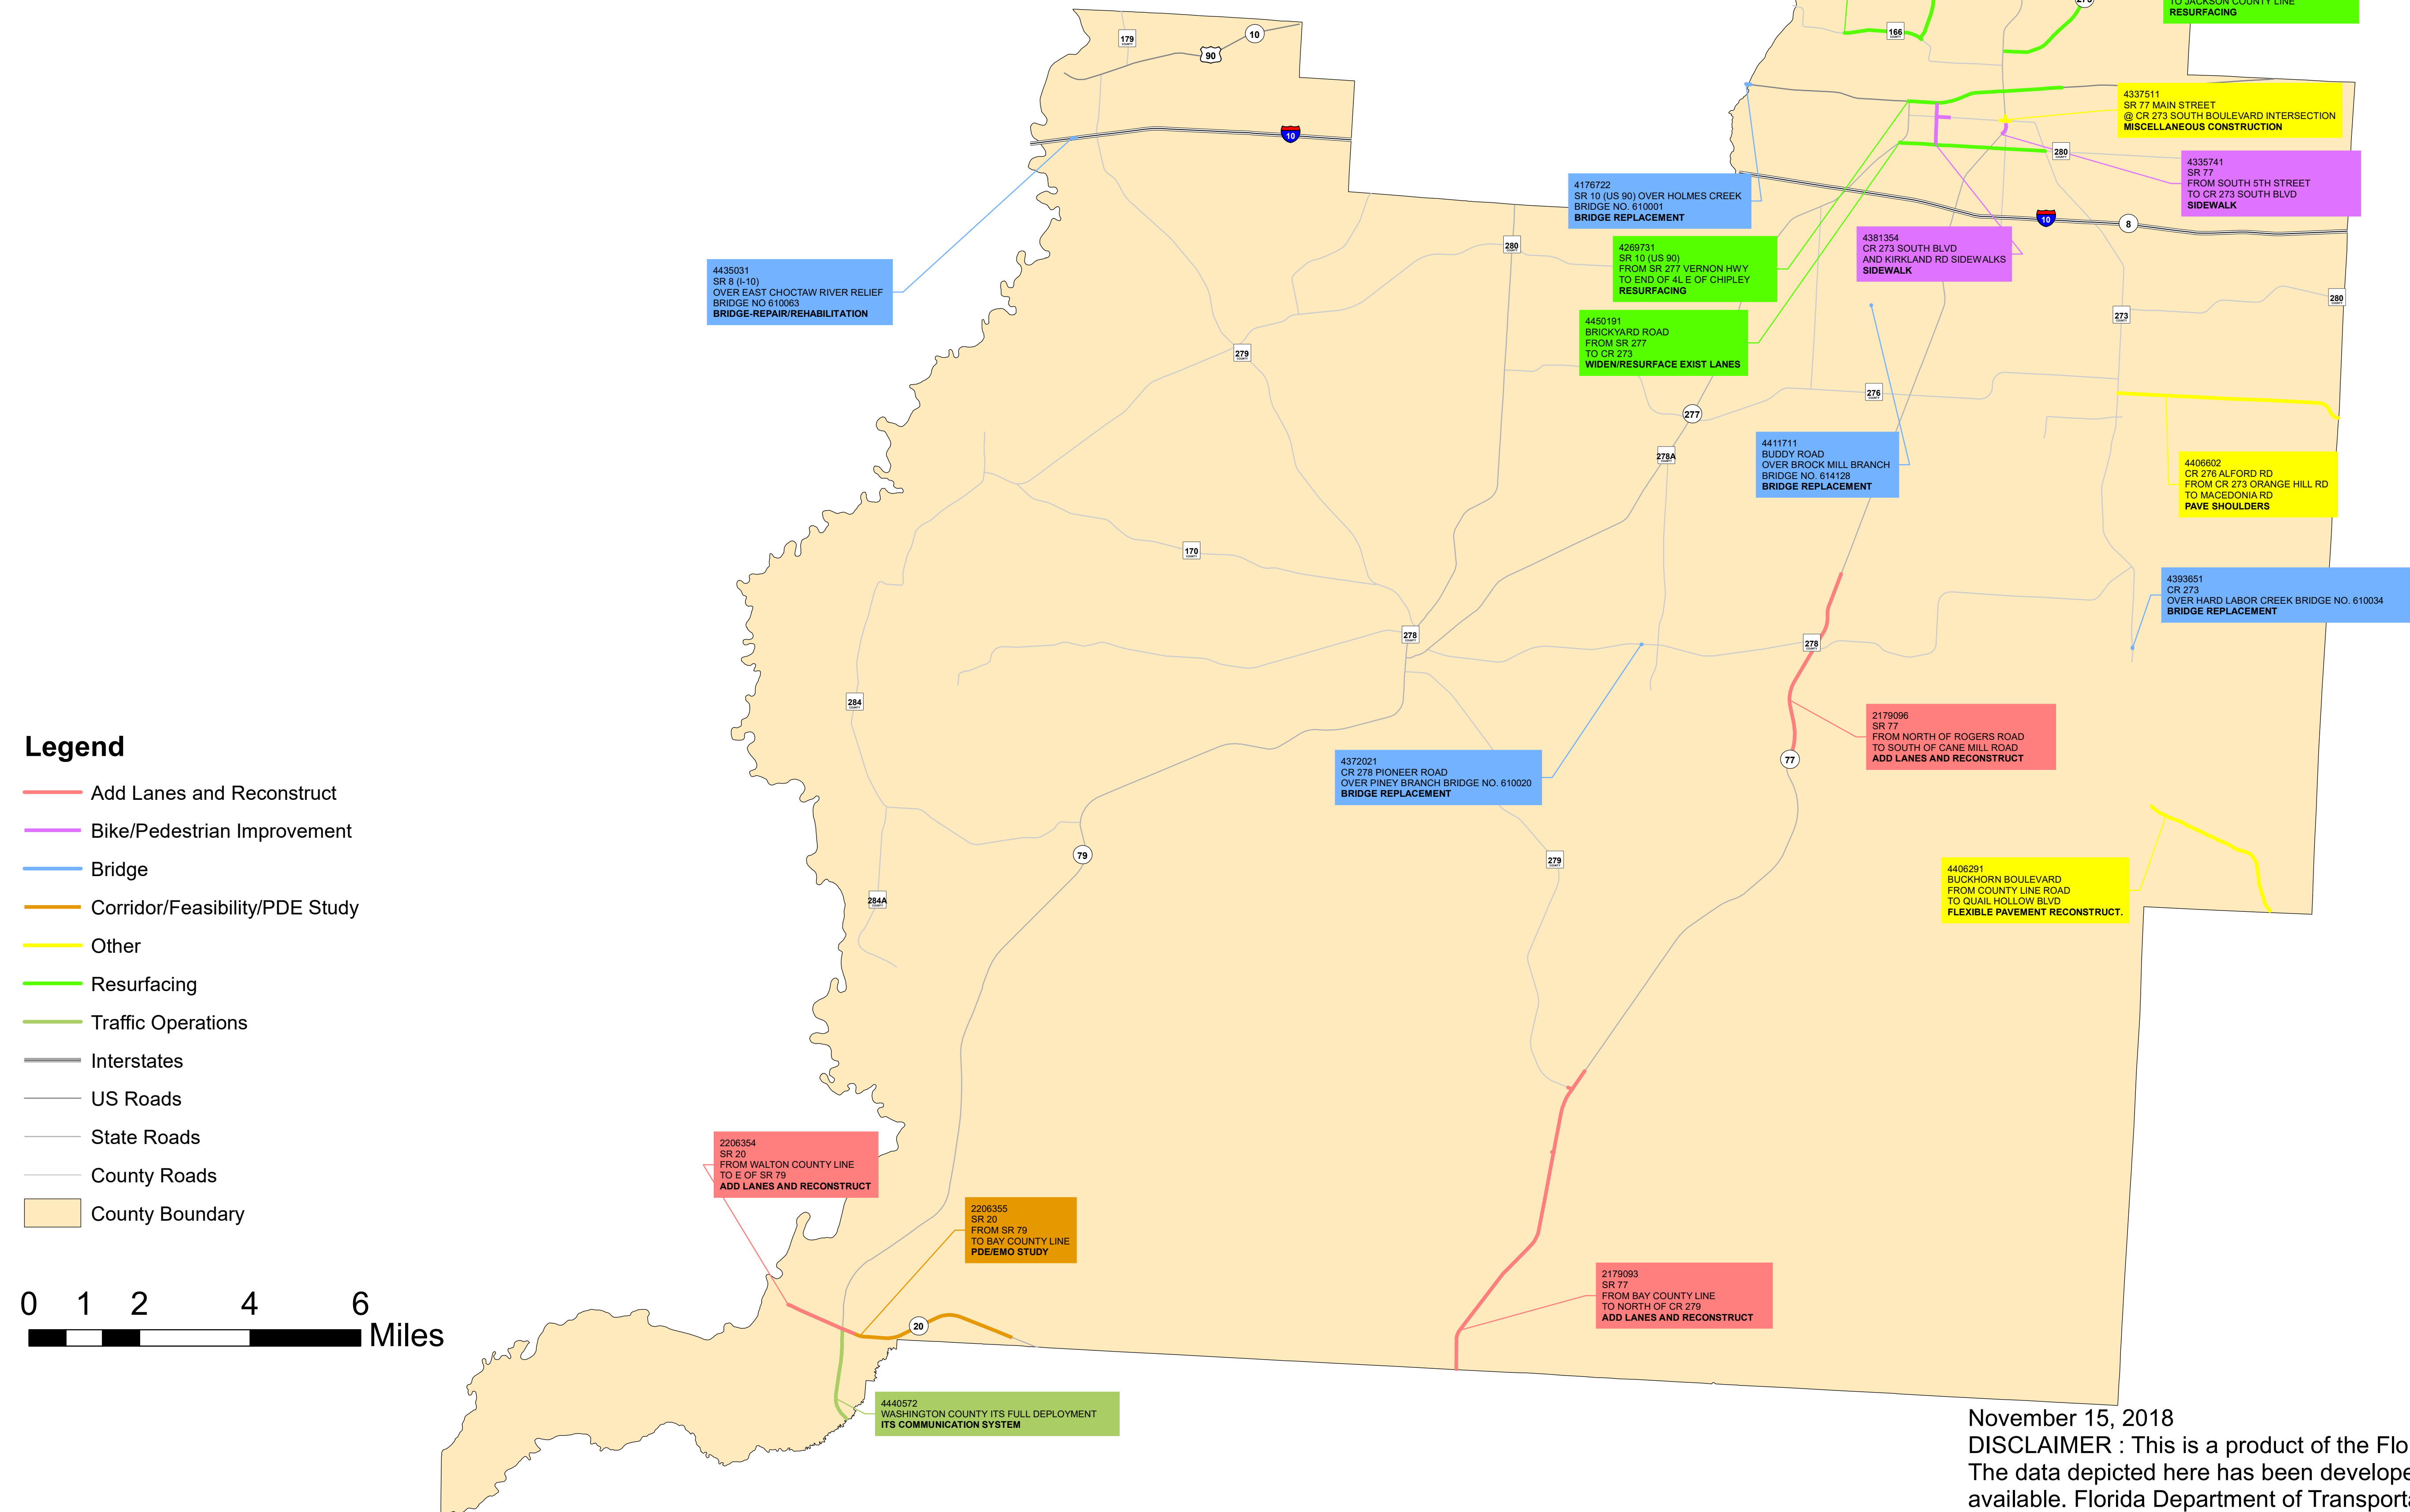 TO JACKSON COUNTY LINE
RESURFACING
179
COUNTY
10
90
166
COUNTY
10
4337511
SR 77 MAIN STREET
@ CR 273 SOUTH BOULEVARD INTERSECTION
MISCELLANEOUS CONSTRUCTION
280
COUNTY
4335741
SR 77
FROM SOUTH 5TH STREET
TO CR 273 SOUTH BLVD
SIDEWALK
4176722
SR 10 (US 90) OVER HOLMES CREEK
BRIDGE NO. 610001
BRIDGE REPLACEMENT
10
8
4381354
CR 273 SOUTH BLVD
AND KIRKLAND RD SIDEWALKS
SIDEWALK
280
COUNTY
4269731
SR 10 (US 90)
FROM SR 277 VERNON HWY
TO END OF 4L E OF CHIPLEY
RESURFACING
4435031
SR 8 (I-10)
OVER EAST CHOCTAW RIVER RELIEF
BRIDGE NO 610063
BRIDGE-REPAIR/REHABILITATION
280
COUNTY
273
COUNTY
4450191
BRICKYARD ROAD
FROM SR 277
TO CR 273
WIDEN/RESURFACE EXIST LANES
279
COUNTY
276
COUNTY
277
278A
COUNTY
4411711
BUDDY ROAD
OVER BROCK MILL BRANCH
BRIDGE NO. 614128
BRIDGE REPLACEMENT
4406602
CR 276 ALFORD RD
FROM CR 273 ORANGE HILL RD
TO MACEDONIA RD
PAVE SHOULDERS
170
COUNTY
4393651
CR 273
OVER HARD LABOR CREEK BRIDGE NO. 610034
BRIDGE REPLACEMENT
278
COUNTY
278
COUNTY
284
COUNTY
2179096
SR 77
FROM NORTH OF ROGERS ROAD
TO SOUTH OF CANE MILL ROAD
ADD LANES AND RECONSTRUCT
77
4372021
CR 278 PIONEER ROAD
OVER PINEY BRANCH BRIDGE NO. 610020
BRIDGE REPLACEMENT
79
279
COUNTY
4406291
BUCKHORN BOULEVARD
FROM COUNTY LINE ROAD
TO QUAIL HOLLOW BLVD
FLEXIBLE PAVEMENT RECONSTRUCT.
284A
COUNTY
Legend
Add Lanes and Reconstruct
Bike/Pedestrian Improvement
Bridge
Corridor/Feasibility/PDE Study
Other
Resurfacing
Traffic Operations
Interstates
US Roads
State Roads
County Roads
County Boundary
0 1 2 4 6
Miles
2206354
SR 20
FROM WALTON COUNTY LINE
TO E OF SR 79
ADD LANES AND RECONSTRUCT
2206355
SR 20
FROM SR 79
TO BAY COUNTY LINE
PDE/EMO STUDY
20
2179093
SR 77
FROM BAY COUNTY LINE
TO NORTH OF CR 279
ADD LANES AND RECONSTRUCT
4440572
WASHINGTON COUNTY ITS FULL DEPLOYMENT
ITS COMMUNICATION SYSTEM
November 15, 2018
DISCLAIMER : This is a product of the Flo
The data depicted here has been develope
available. Florida Department of Transport